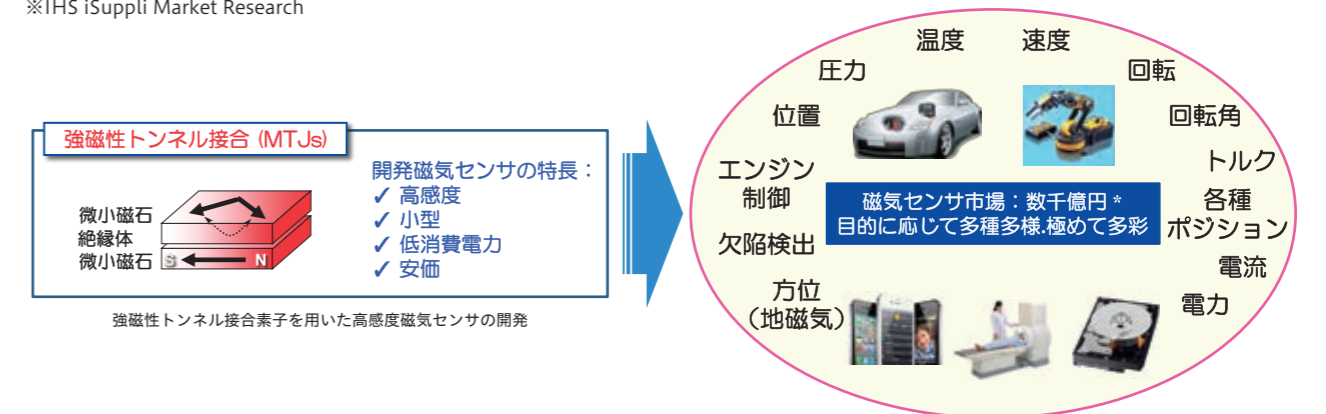 ※IHS iSuppli Market Research
強磁性トンネル接合 (MTJs)
微小磁石
絶縁体
微小磁石
S
N
開発磁気センサの特長：
✓ 高感度
✓ 小型
✓ 低消費電力
✓ 安価
強磁性トンネル接合素子を用いた高感度磁気センサの開発
温度
速度
圧力
回転
位置
回転角
エンジン
制御
トルク
各種
ポジション
磁気センサ市場：数千億円 *
目的に応じて多種多様.極めて多彩
欠陥検出
電流
方位
（地磁気）
電力